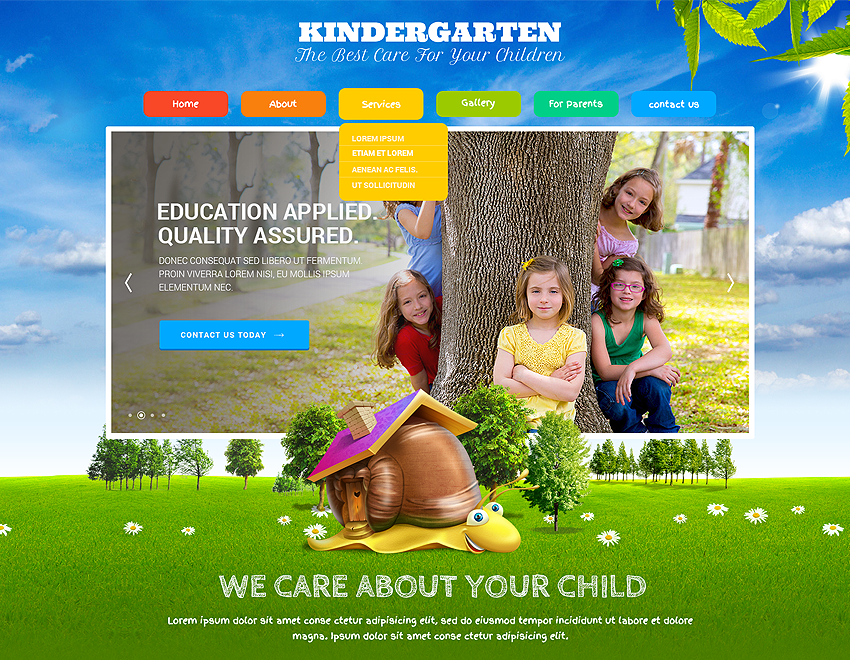 KINDERGARTEN
The Best Care For Your Children
Home
About
Services
Gallery
For Parents
contact us
LOREM IPSUM
ETIAM ET LOREM
AENEAN AC FELIS.
UT SOLLICITUDIN
EDUCATION APPLIED.
QUALITY ASSURED.
DONEC CONSEQUAT SED LIBERO UT FERMENTUM
PROIN VIVERRA LOREM NISI, EU MOLLIS IPSUM
ELEMENTUM NEC
CONTACT US TODAY →
WE CARE ABOUT YOUR CHILD
Lorem ipsum dolor sit amet conse ctetur adipisicing elit, sed do eiusmod tempor incididunt ut labore et dolore
magna. Ipsum dolor sit amet conse ctetur adipisicing elit.